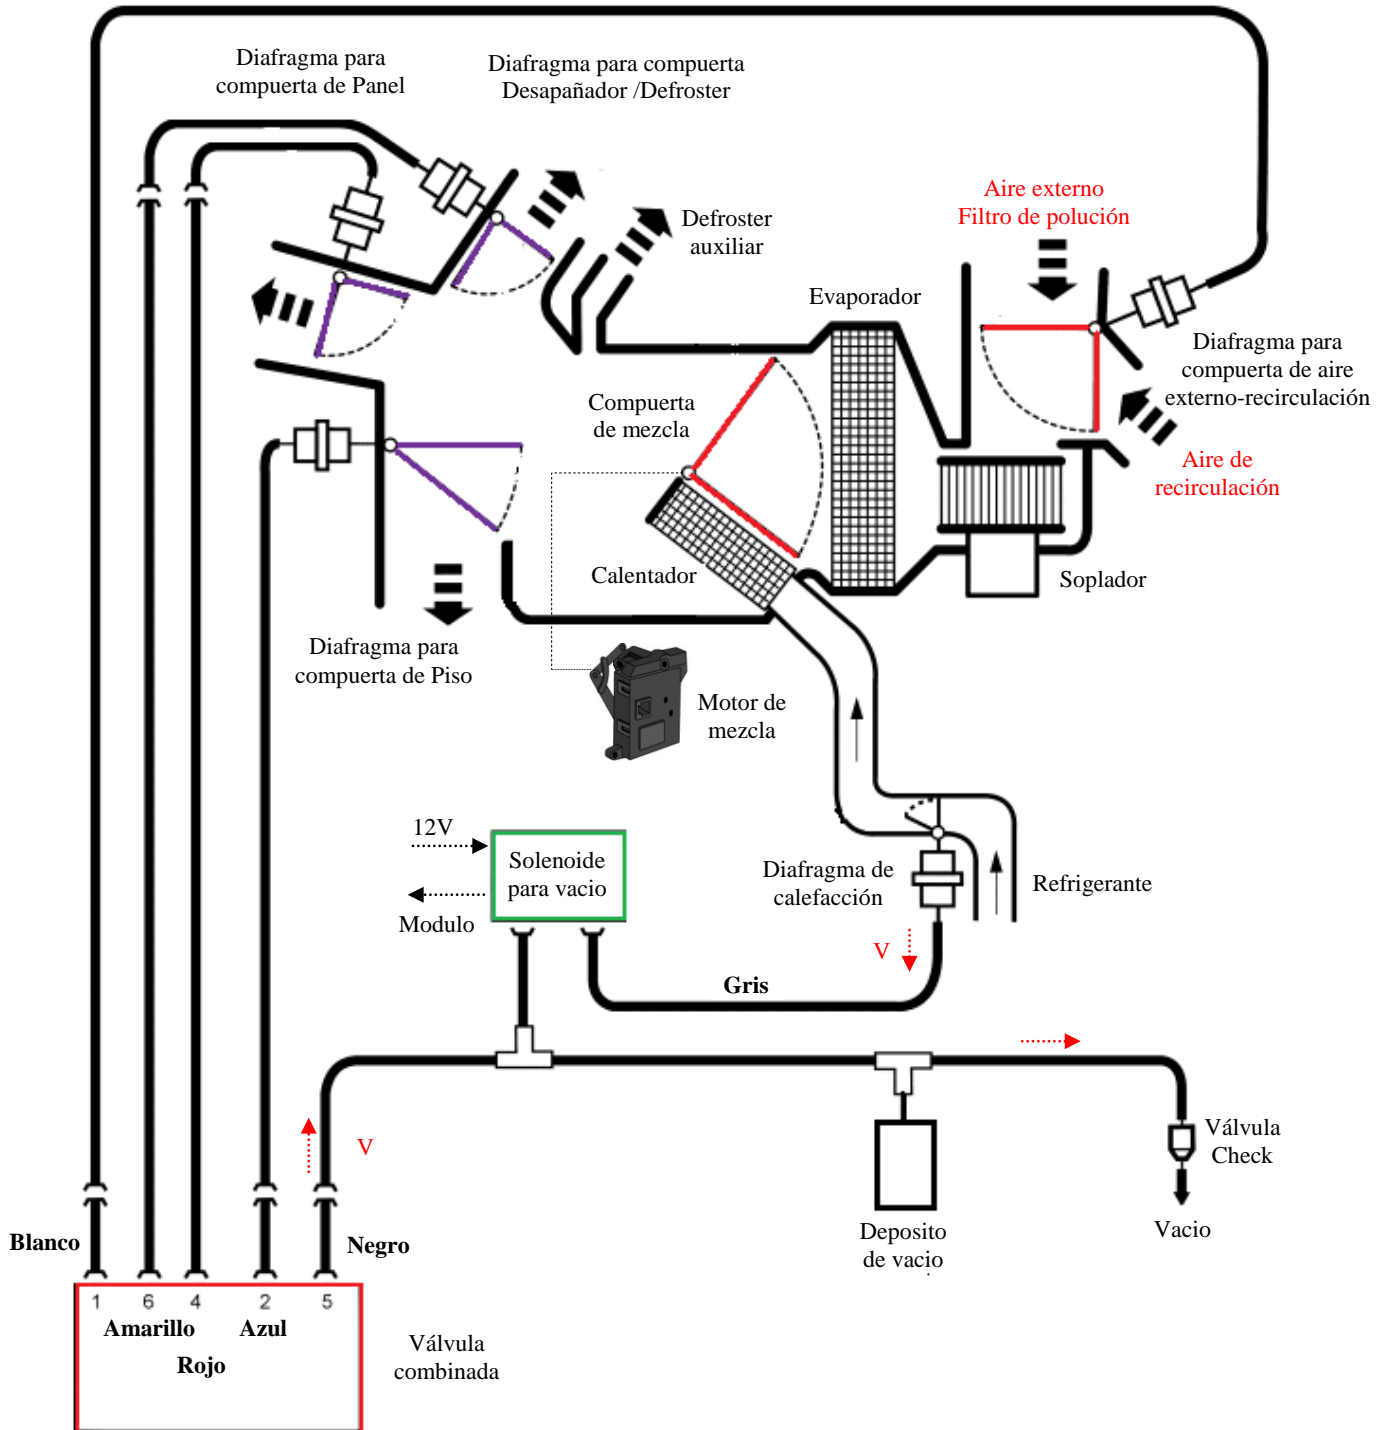 Diafragma para
compuerta de Panel
Diafragma para compuerta
Desapañador /Defroster
Defroster
auxiliar
Aire externo
Filtro de polución
Evaporador
Diafragma para
compuerta de aire
externo-recirculación
Compuerta
de mezcla
Aire de
recirculación
Calentador
Soplador
Diafragma para
compuerta de Piso
Motor de
mezcla
12V
Solenoide
para vacio
Modulo
Diafragma de
calefacción
Refrigerante
V
Gris
V
Válvula
Check
Vacio
Deposito
de vacio
Blanco
Negro
1 6 4 2 5
Amarillo
Azul
Rojo
Válvula
combinada